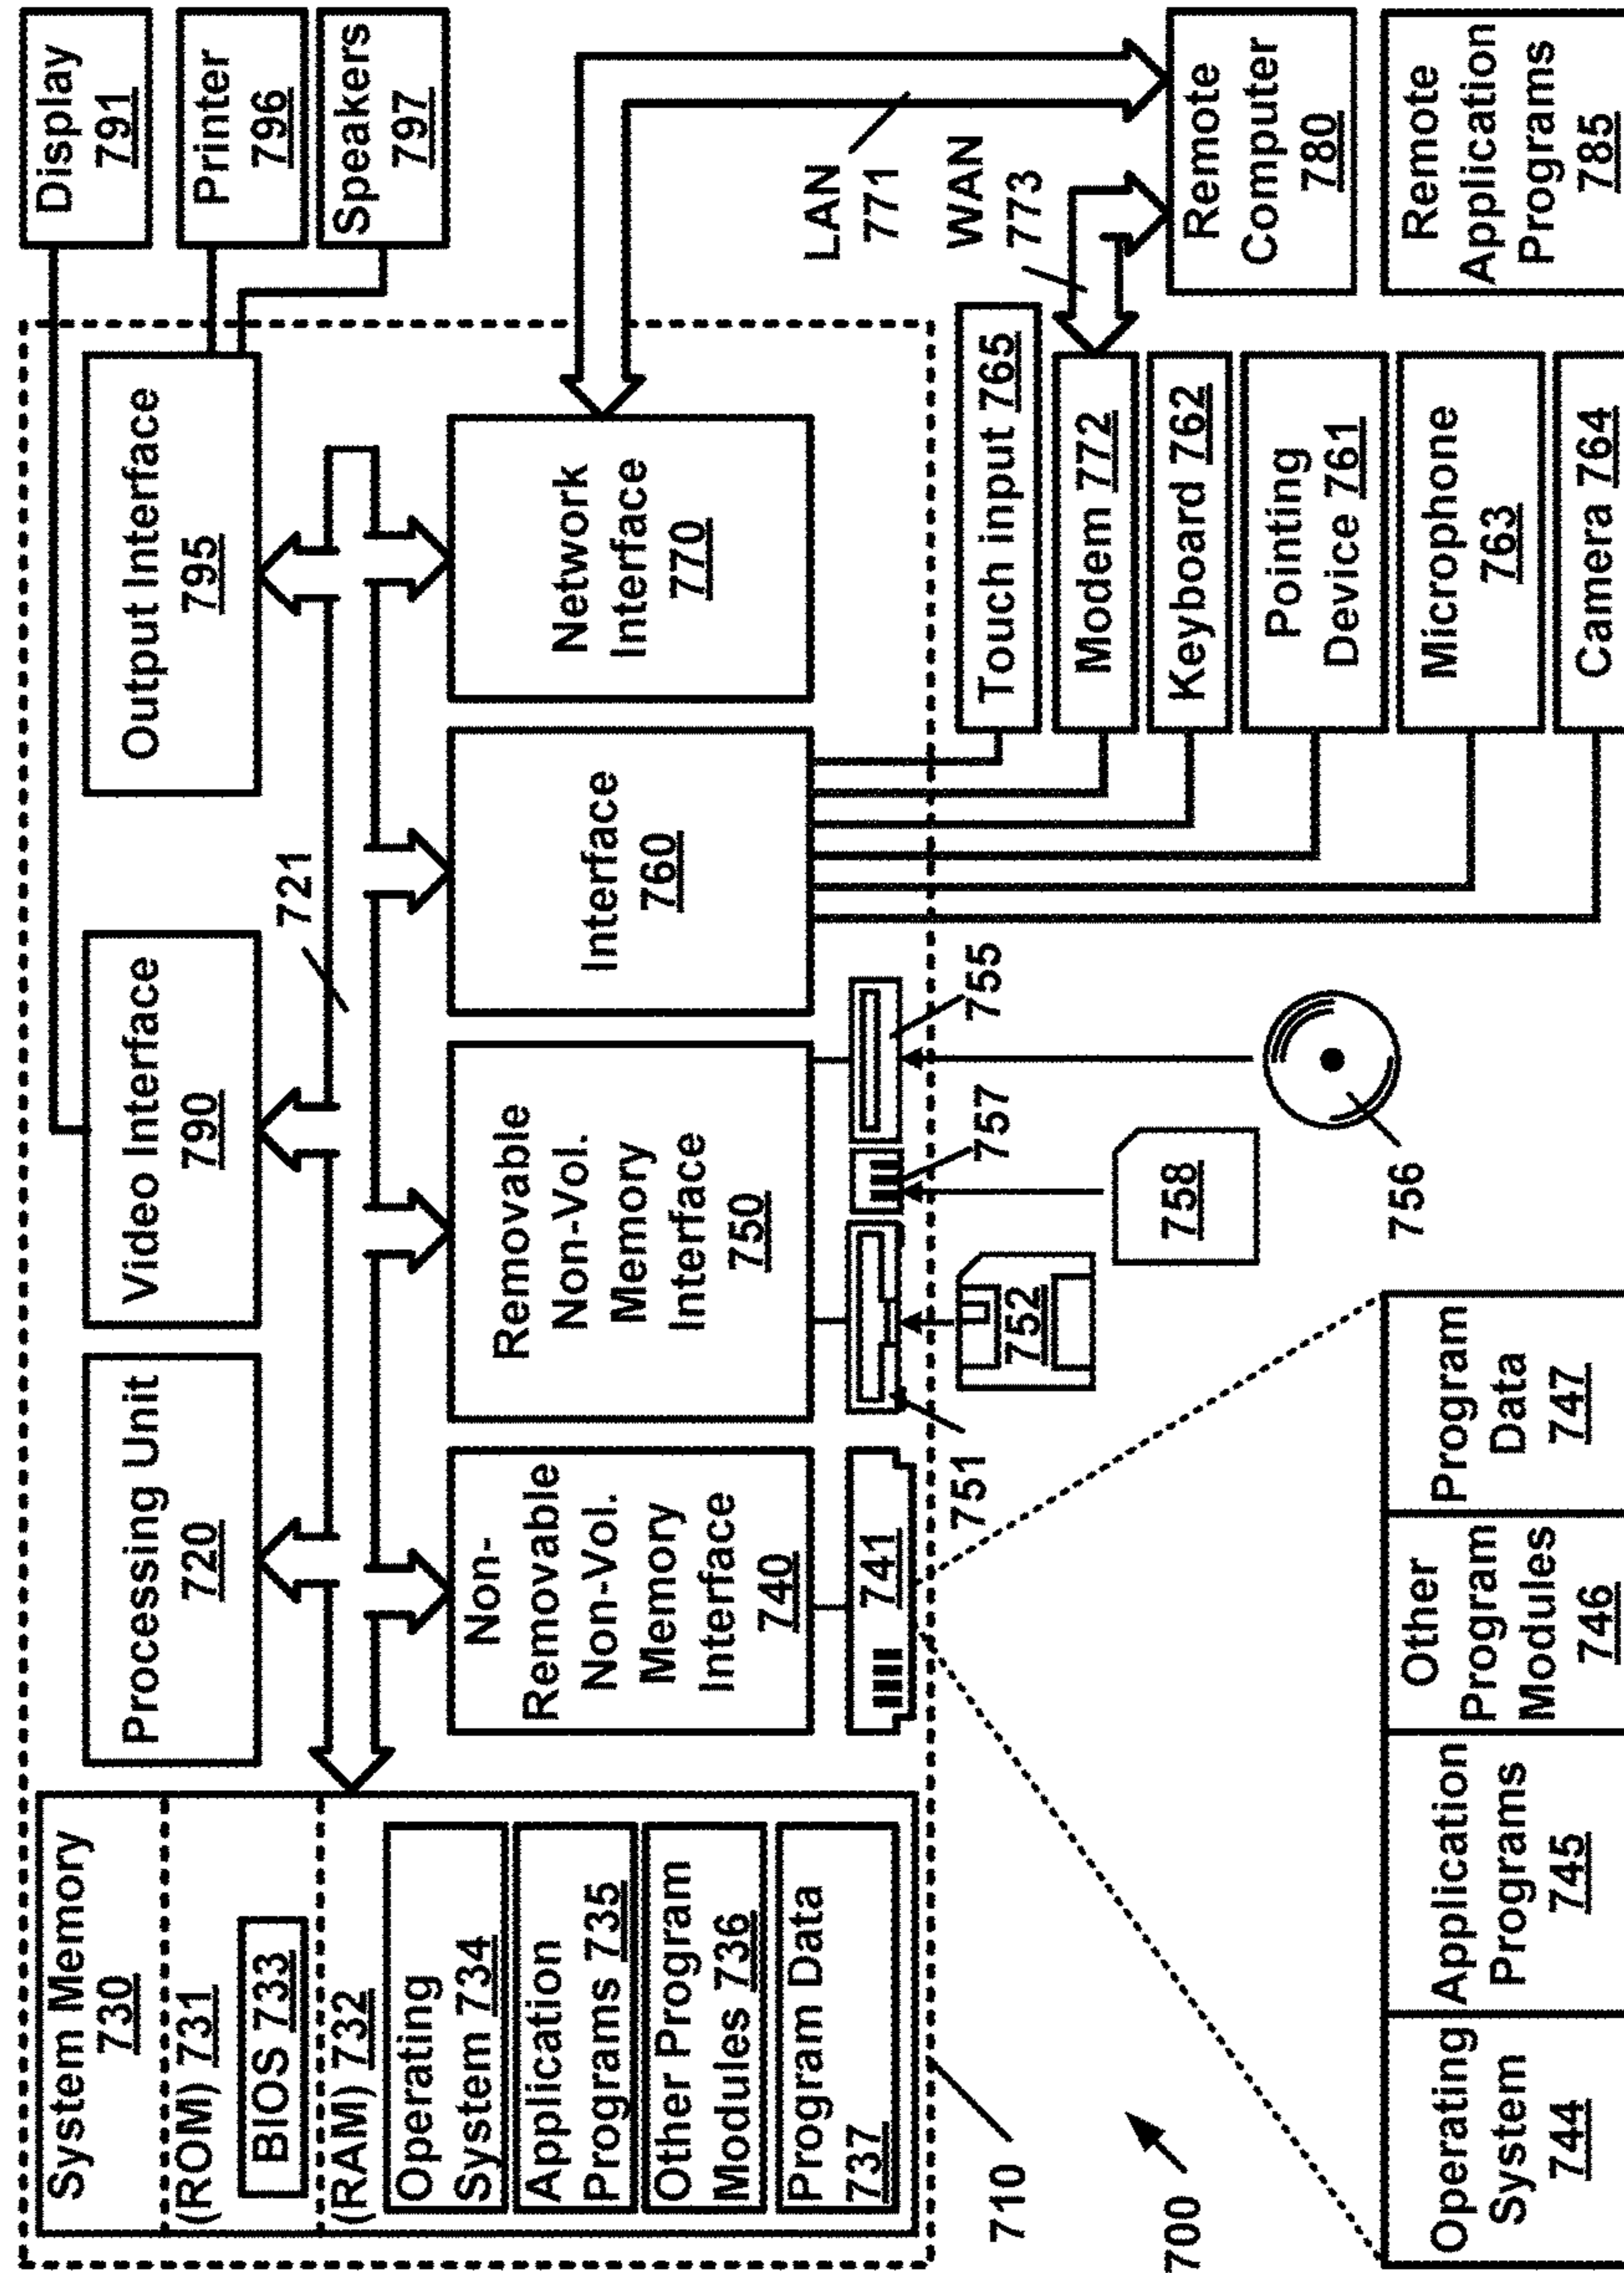 System Memory
730
(ROM) 731
BIOS 733
(RAM) 732
Operating
System 734
Application
Programs 735
Other Program
Modules 736
Program Data
737
Processing Unit
720
Video Interface
790
Output Interface
795
721
Non-
Removable
Non-Vol.
Memory
Interface
740
Removable
Non-Vol.
Memory
Interface
750
Interface
760
Network
Interface
770
Display
791
Printer
796
Speakers
797
741
751
752
757
758
755
756
710
700
LAN
771
WAN
773
Touch input 765
Modem 772
Keyboard 762
Pointing
Device 761
Microphone
763
Camera 764
Remote
Computer
780
Remote
Application
Programs
785
Operating
System
744
Application
Programs
745
Other
Program
Modules
746
Program
Data
747